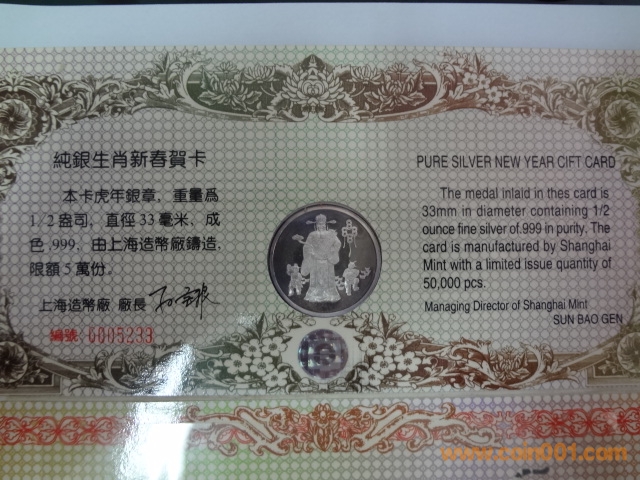 純銀生肖新春賀卡
本卡虎年銀章，重量爲
1/2盎司，直徑33毫米、成
色.999，由上海造幣廠鑄造，
限額5萬份。
上海造幣廠 廠長
編號 0005233
PURE SILVER NEW YEAR GIFT CARD
The medal inlaid in thes card is
33mm in diameter containing 1/2
ounce fine silver of.999 in purity. The
card is manufactured by Shanghai
Mint with a limited issue quantity of
50,000 pcs.
Managing Director of Shanghai Mint
SUN BAO GEN
www.coin001.com